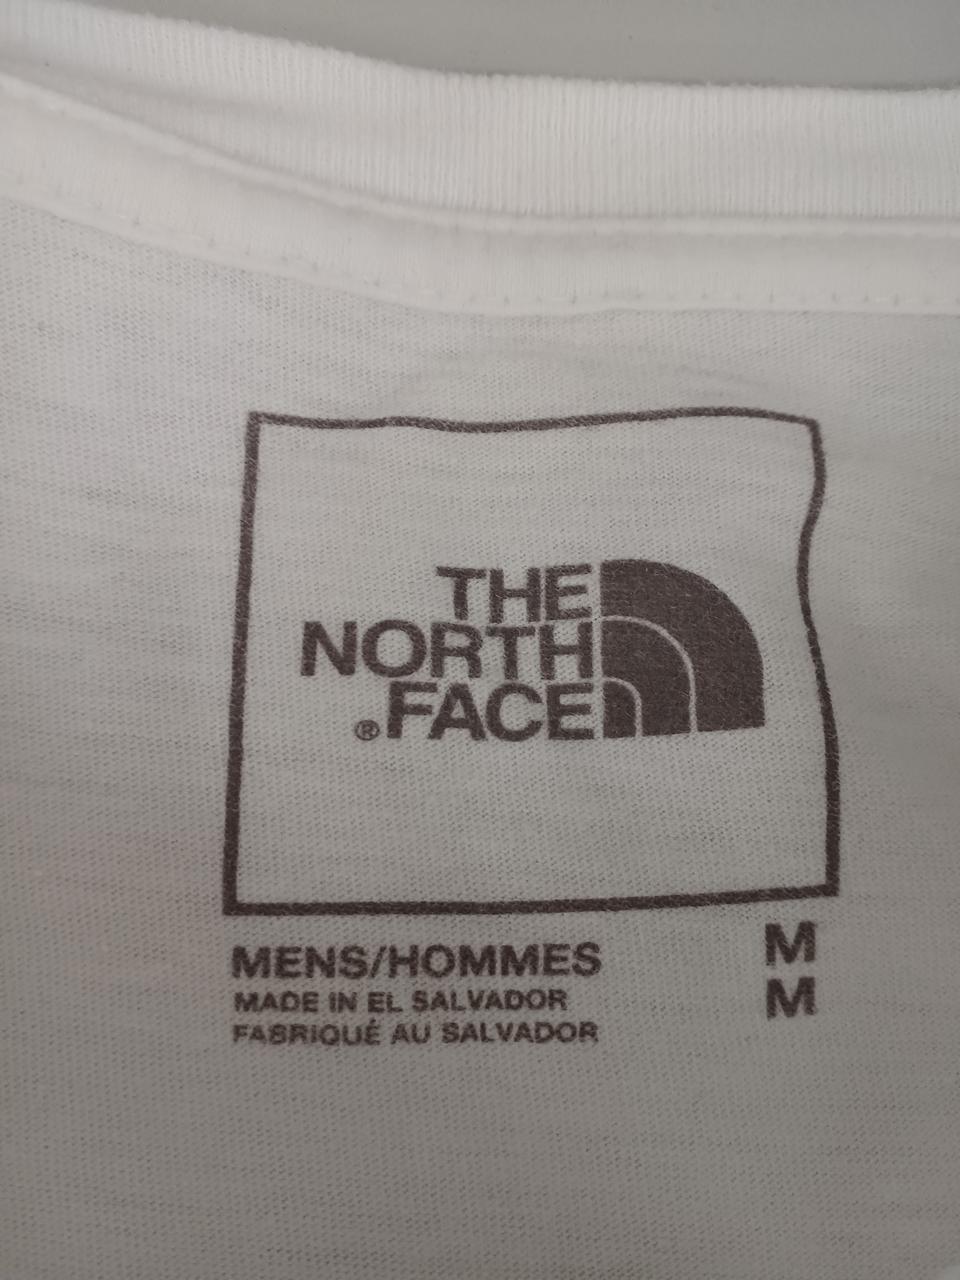 THE
NORTH
®FACE
MENS/HOMMES M
MADE IN EL SALVADOR M
FABRIQUÉ AU SALVADOR